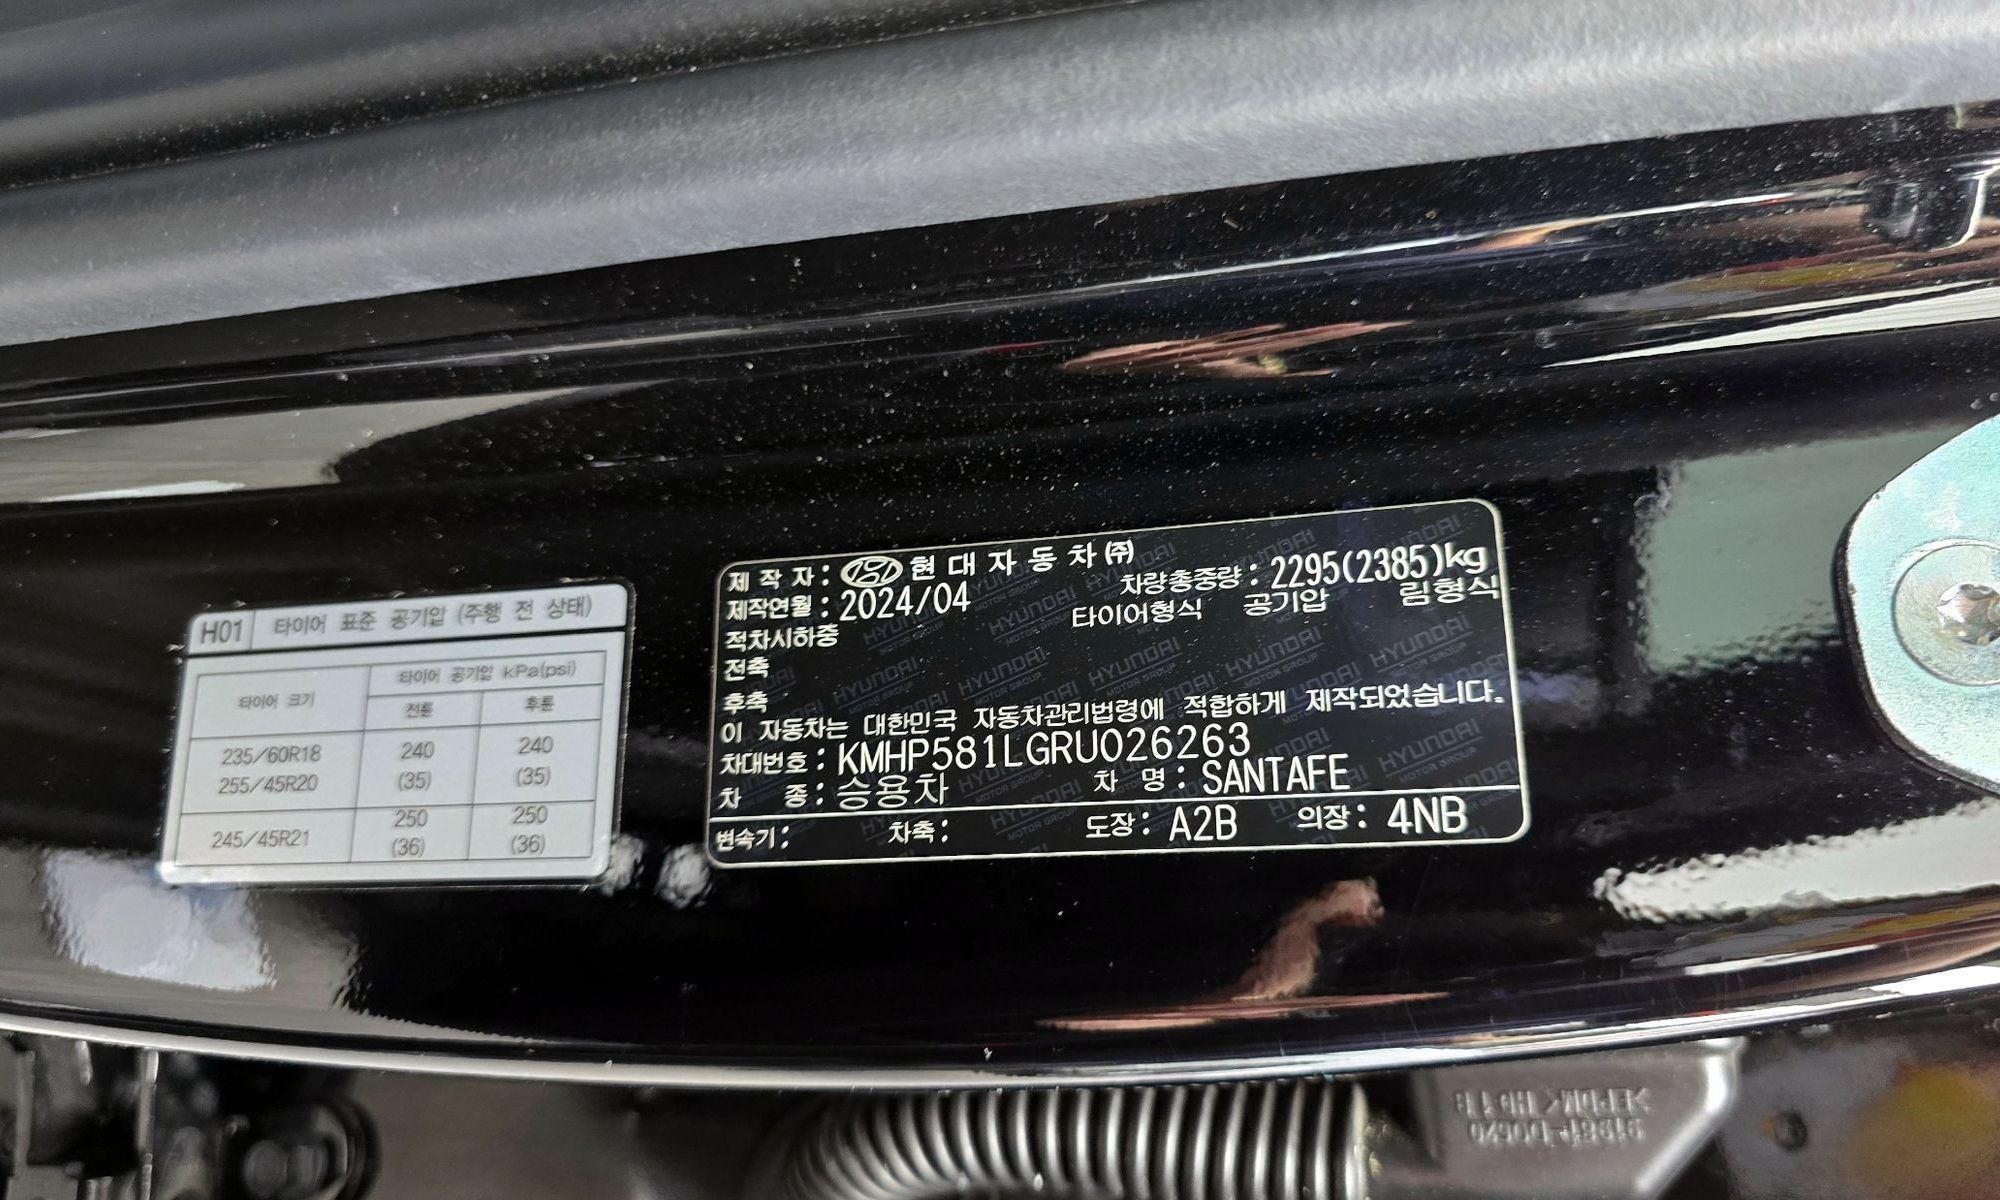 H01 타이어 표준 공기압 (주행 전 상태)
타이어 크기 타이어 공기압 kPa(psi)
전륜 후륜
235/60R18 240 240
255/45R20 (35) (35)
245/45R21 250 250
(36) (36)
제 작 자 : 현 대 자 동 차 ㈜
제작연월 : 2024/04 차량총중량 : 2295(2385)kg
적차시하중 타이어형식 공기압 림형식
전축
후축
이 자동차는 대한민국 자동차관리법령에 적합하게 제작되었습니다.
차대번호 : KMHP581LGRU026263
차 종 : 승용차 차 명 : SANTAFE
변속기 : 차축 : 도장 : A2B 의장 : 4NB
HYUNDAI
MOTOR GROUP